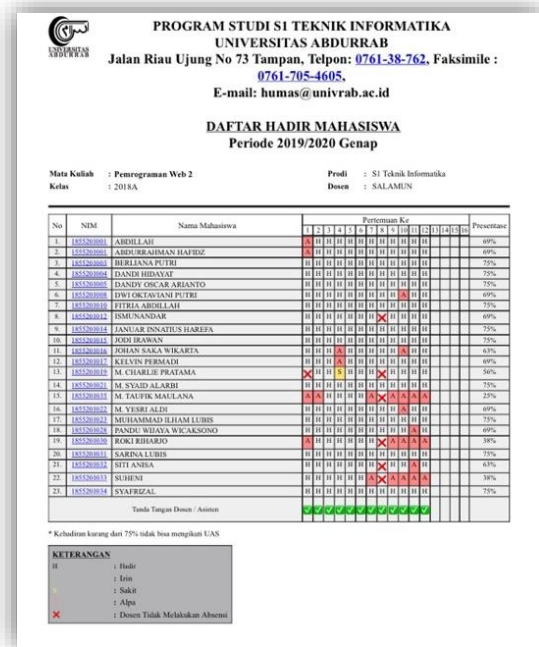 UNIVERSITAS
ABDURRAB
PROGRAM STUDI S1 TEKNIK INFORMATIKA
UNIVERSITAS ABDURRAB
Jalan Riau Ujung No 73 Tampan, Telpon: 0761-38-762, Faksimile :
0761-705-4605,
E-mail: humas@univrab.ac.id
DAFTAR HADIR MAHASISWA
Periode 2019/2020 Genap
Mata Kuliah : Pemrograman Web 2 Prodi : S1 Teknik Informatika
Kelas : 2018A Dosen : SALAMUN
No NIM Nama Mahasiswa Pertemuan Ke Presentase
1 2 3 4 5 6 7 8 9 10 11 12 13 14 15 16
1. 1855201001 ABDILLAH A H H H H H H H H H H H 69%
2. ABDURRAHMAN HAFIDZ A H H H H H H H H H H H 69%
3. 1855201003 BERLIANA PUTRI H H H H H H H H H H H H 75%
4. 1855201004 DANDI HIDAYAT H H H H H H H H H H H H 75%
5. 1855201005 DANDY OSCAR ARIANTO H H H H H H H H H H H H 75%
6. 1855201008 DWI OKTAVIANI PUTRI H H H H H H H H H A H H 69%
7. 1855201010 FITRIA ABDILLAH H H H H H H H H H H H H 75%
8. 1855201012 ISMUNANDAR H H H H H H H H H H H 69%
9. 1855201014 JANUAR INNATIUS HAREFA H H H H H H H H H H H H 75%
10. 1855201015 JODI IRAWAN H H H H H H H H H H H H 75%
11. 1855201016 JOHAN SAKA WIKARTA H H H A H H H H H A H H 63%
12. 1855201017 KELVIN PERMADI H H H A H H H H H H H H 69%
13. 1855201019 M. CHARLIE PRATAMA H H S H H H H H H H 56%
14. 1855201021 M. SYAID ALARBI H H H H H H H H H H H H 75%
15. 1855201035 M. TAUFIK MAULANA A A H H H H A A A A A 25%
16. 1855201022 M. YESRI ALDI H H H H H H H H H A H H 69%
17. 1855201023 MUHAMMAD ILHAM LUBIS H H H H H H H H H H H H 75%
18. 1855201028 PANDU WIJAYA WICAKSONO H H H H H H H H H H A H 69%
19. 1855201030 ROKI RIHARJO A H H H H H H A A A A 38%
20. 1855201031 SARINA LUBIS H H H H H H H H H H H H 75%
21. 1855201032 SITI ANISA H H H H H H H H H A H 63%
22. 1855201033 SUHENI H H H H H H A A A A A 38%
23. 1855201034 SYAFRIZAL H H H H H H H H H H H H 75%
Tanda Tangan Dosen / Asisten
* Kehadiran kurang dari 75% tidak bisa mengikuti UAS
KETERANGAN
H : Hadir
: Izin
S : Sakit
: Alpa
: Dosen Tidak Melakukan Absensi